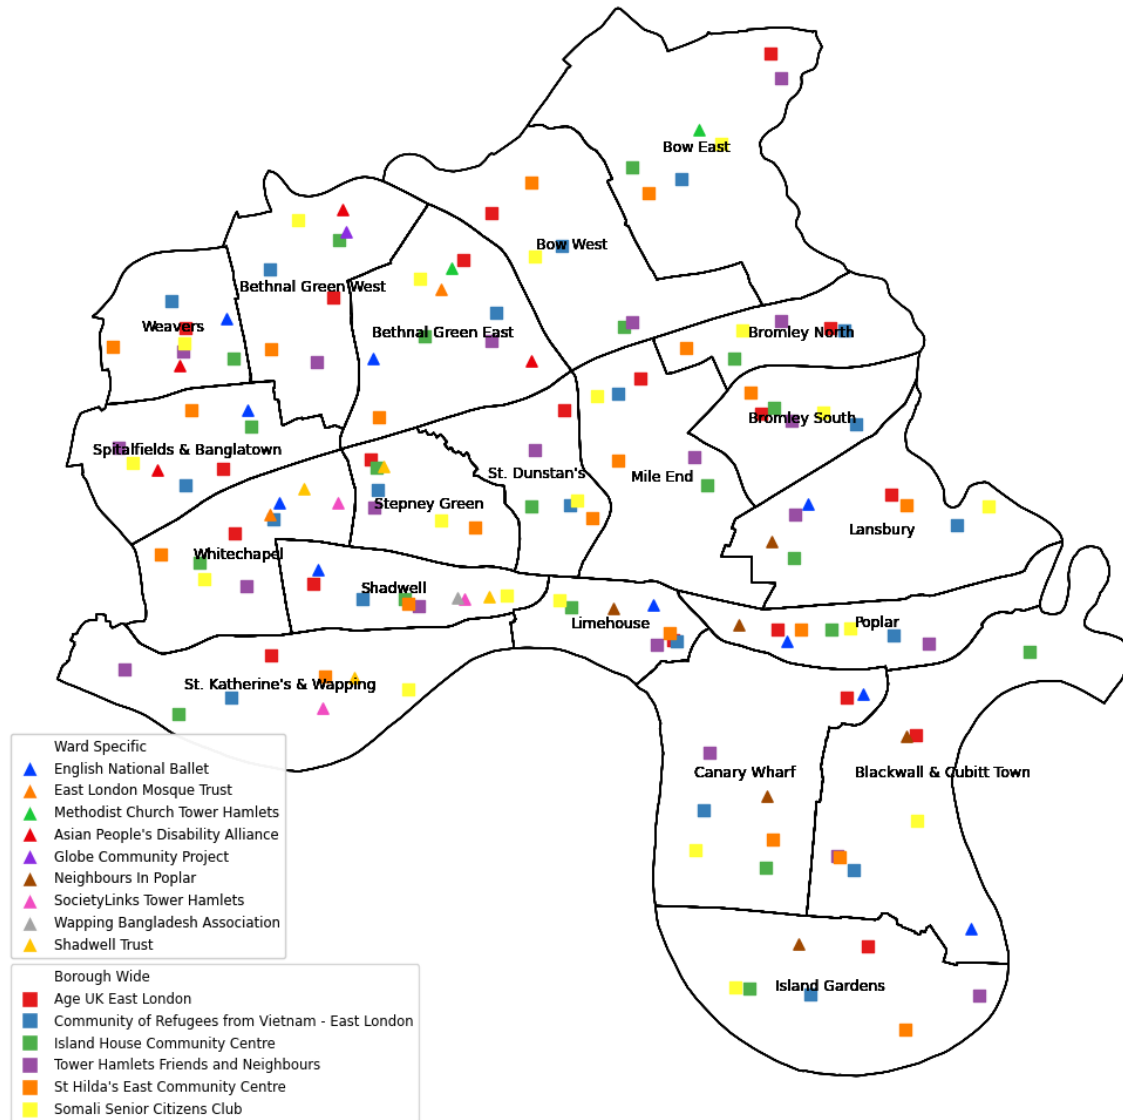 Bow East
Bow West
Bethnal Green West
Weavers
Bethnal Green East
Bromley North
Bromley South
Spitalfields & Banglatown
St. Dunstan's
Mile End
Stepney Green
Lansbury
Whitechapel
Shadwell
Limehouse
Poplar
St. Katherine's & Wapping
Canary Wharf
Blackwall & Cubitt Town
Island Gardens
Ward Specific
English National Ballet
East London Mosque Trust
Methodist Church Tower Hamlets
Asian People's Disability Alliance
Globe Community Project
Neighbours In Poplar
SocietyLinks Tower Hamlets
Wapping Bangladesh Association
Shadwell Trust
Borough Wide
Age UK East London
Community of Refugees from Vietnam - East London
Island House Community Centre
Tower Hamlets Friends and Neighbours
St Hilda's East Community Centre
Somali Senior Citizens Club